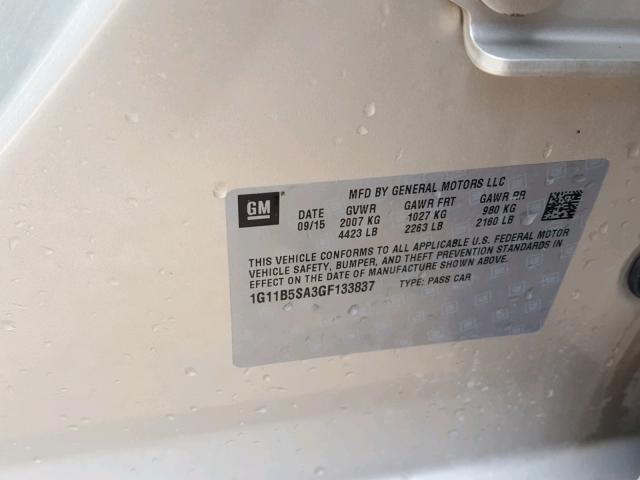 MFD BY GENERAL MOTORS LLC
GM
DATE GVWR GAWR FRT GAWR RR
09/15 2007 KG 1027 KG 980 KG
4423 LB 2263 LB 2160 LB
THIS VEHICLE CONFORMS TO ALL APPLICABLE U.S. FEDERAL MOTOR
VEHICLE SAFETY, BUMPER, AND THEFT PREVENTION STANDARDS IN
EFFECT ON THE DATE OF MANUFACTURE SHOWN ABOVE.
1G11B5SA3GF133837 TYPE: PASS CAR